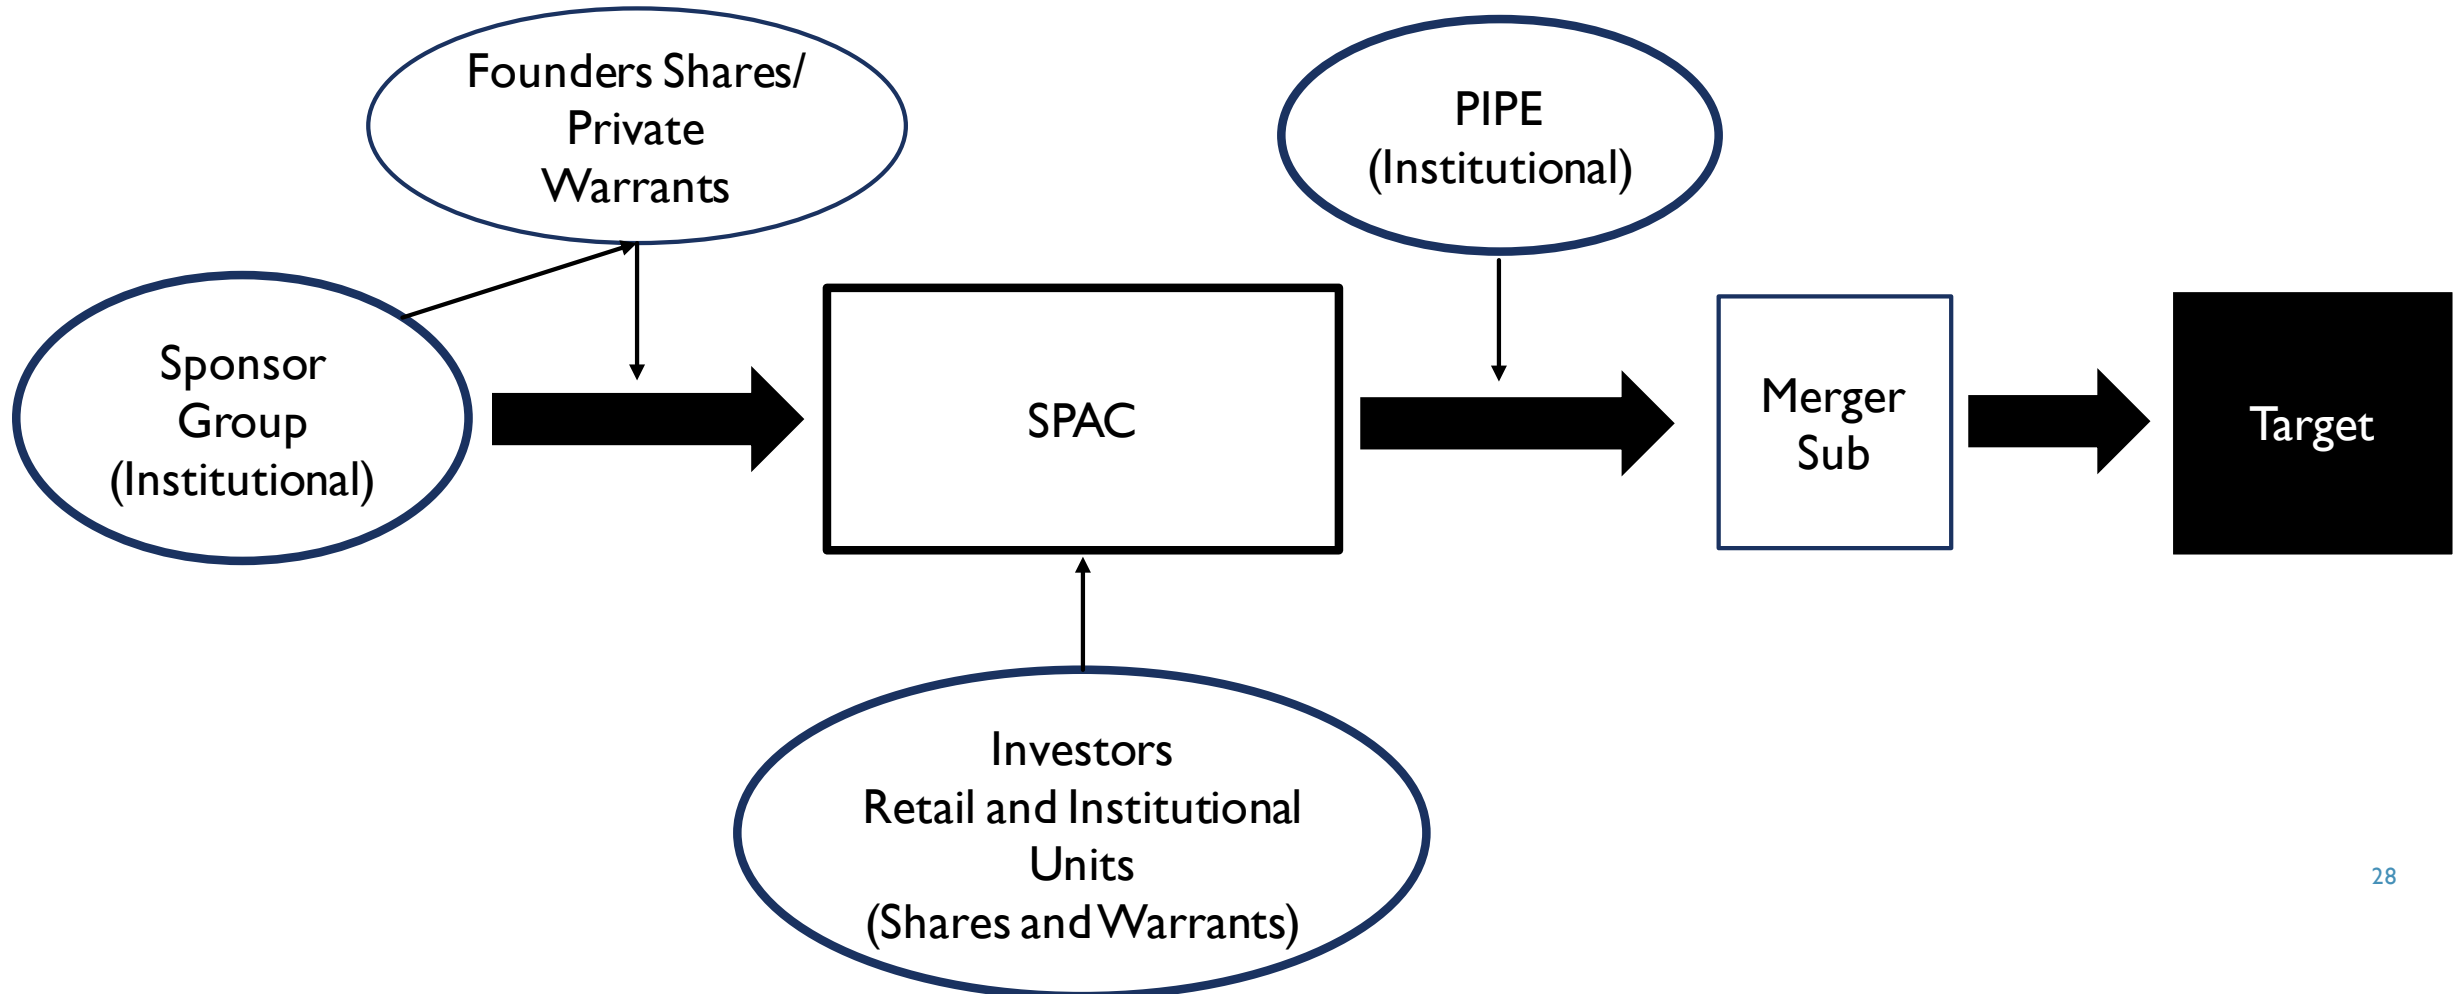 Founders Shares/
Private
Warrants
PIPE
(Institutional)
Sponsor
Group
(Institutional)
SPAC
Merger
Sub
Target
Investors
Retail and Institutional
Units
(Shares and Warrants)
28